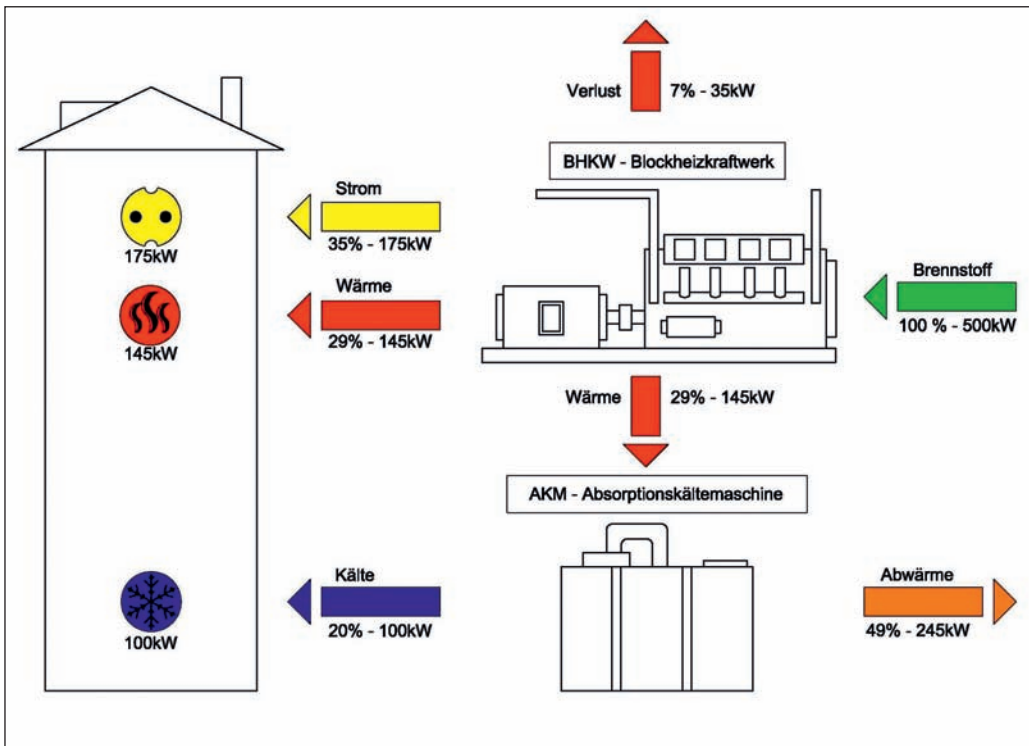 Verlust 7% - 35kW
BHKW - Blockheizkraftwerk
Strom
35% - 175kW
175kW
Wärme
29% - 145kW
145kW
Brennstoff
100 % - 500kW
Wärme 29% - 145kW
AKM - Absorptionskältemaschine
Kälte
20% - 100kW
100kW
Abwärme
49% - 245kW